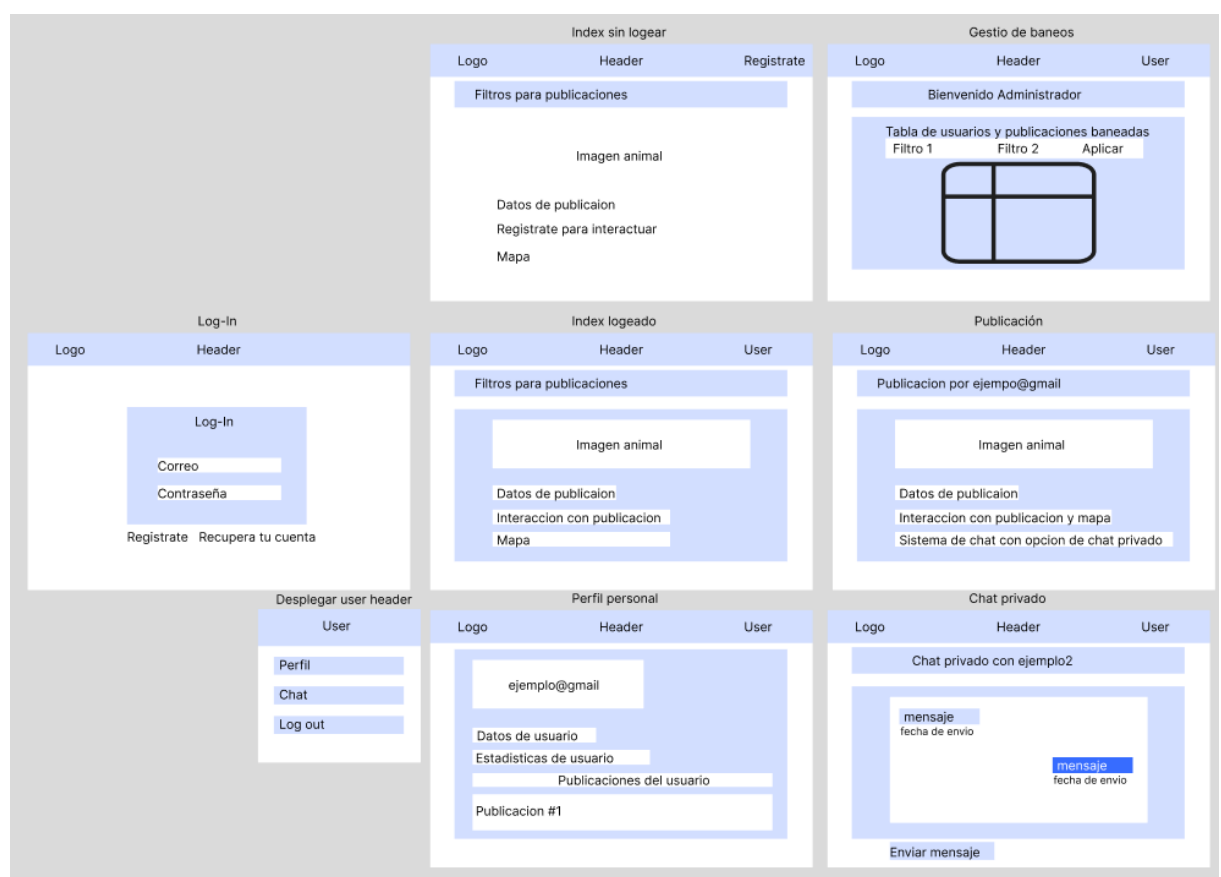 Index sin logear
Logo Header Registrate
Filtros para publicaciones
Imagen animal
Datos de publicaion
Registrate para interactuar
Mapa
Gestio de baneos
Logo Header User
Bienvenido Administrador
Tabla de usuarios y publicaciones baneadas
Filtro 1 Filtro 2 Aplicar
Log-In
Logo Header
Log-In
Correo
Contraseña
Registrate Recupera tu cuenta
Index logeado
Logo Header User
Filtros para publicaciones
Imagen animal
Datos de publicaion
Interaccion con publicacion
Mapa
Publicación
Logo Header User
Publicacion por ejempo@gmail
Imagen animal
Datos de publicaion
Interaccion con publicacion y mapa
Sistema de chat con opcion de chat privado
Desplegar user header
User
Perfil
Chat
Log out
Perfil personal
Logo Header User
ejemplo@gmail
Datos de usuario
Estadisticas de usuario
Publicaciones del usuario
Publicacion #1
Chat privado
Logo Header User
Chat privado con ejemplo2
mensaje
fecha de envio
mensaje
fecha de envio
Enviar mensaje